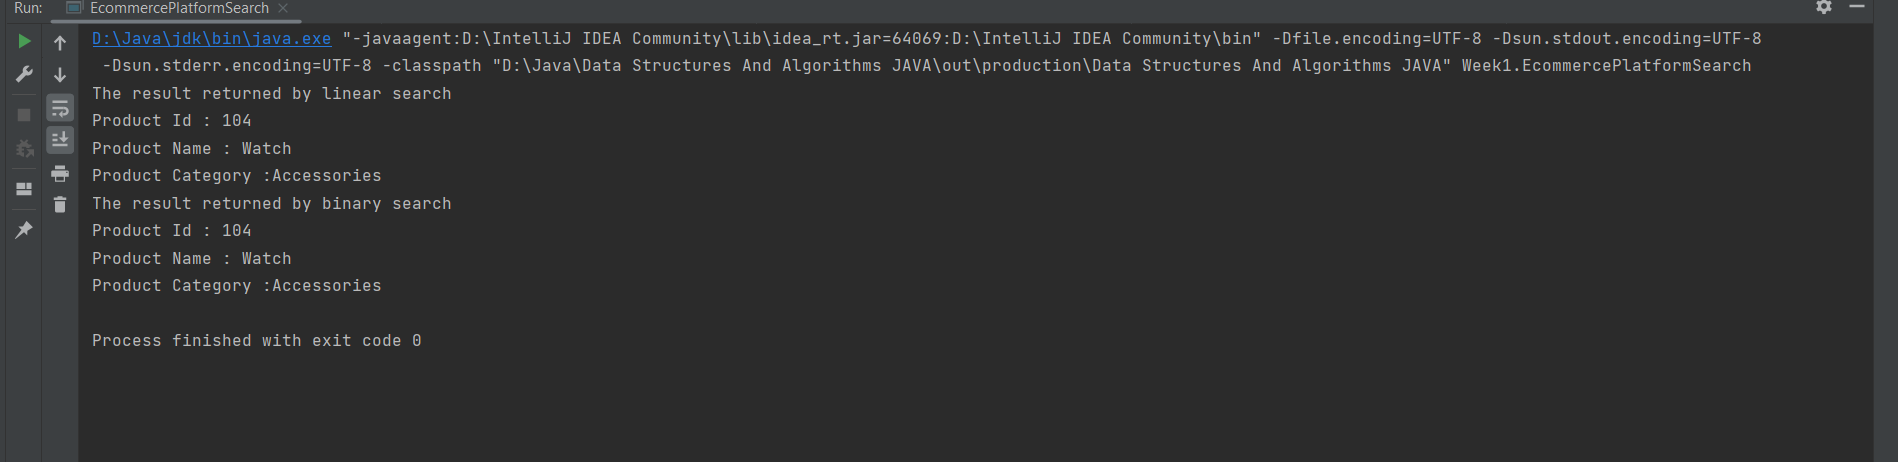 Run: EcommercePlatformSearch
D:\Java\jdk\bin\java.exe "-javaagent:D:\IntelliJ IDEA Community\lib\idea_rt.jar=64069:D:\IntelliJ IDEA Community\bin" -Dfile.encoding=UTF-8 -Dsun.stdout.encoding=UTF-8
-Dsun.stderr.encoding=UTF-8 -classpath "D:\Java\Data Structures And Algorithms JAVA\out\production\Data Structures And Algorithms JAVA" Week1.EcommercePlatformSearch
The result returned by linear search
Product Id : 104
Product Name : Watch
Product Category :Accessories
The result returned by binary search
Product Id : 104
Product Name : Watch
Product Category :Accessories
Process finished with exit code 0